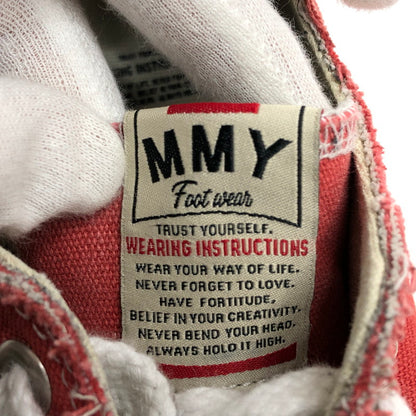 MMY
Foot wear
TRUST YOURSELF.
WEARING INSTRUCTIONS
WEAR YOUR WAY OF LIFE.
NEVER FORGET TO LOVE.
HAVE FORTITUDE.
BELIEF IN YOUR CREATIVITY.
NEVER BEND YOUR HEAD.
ALWAYS HOLD IT HIGH.